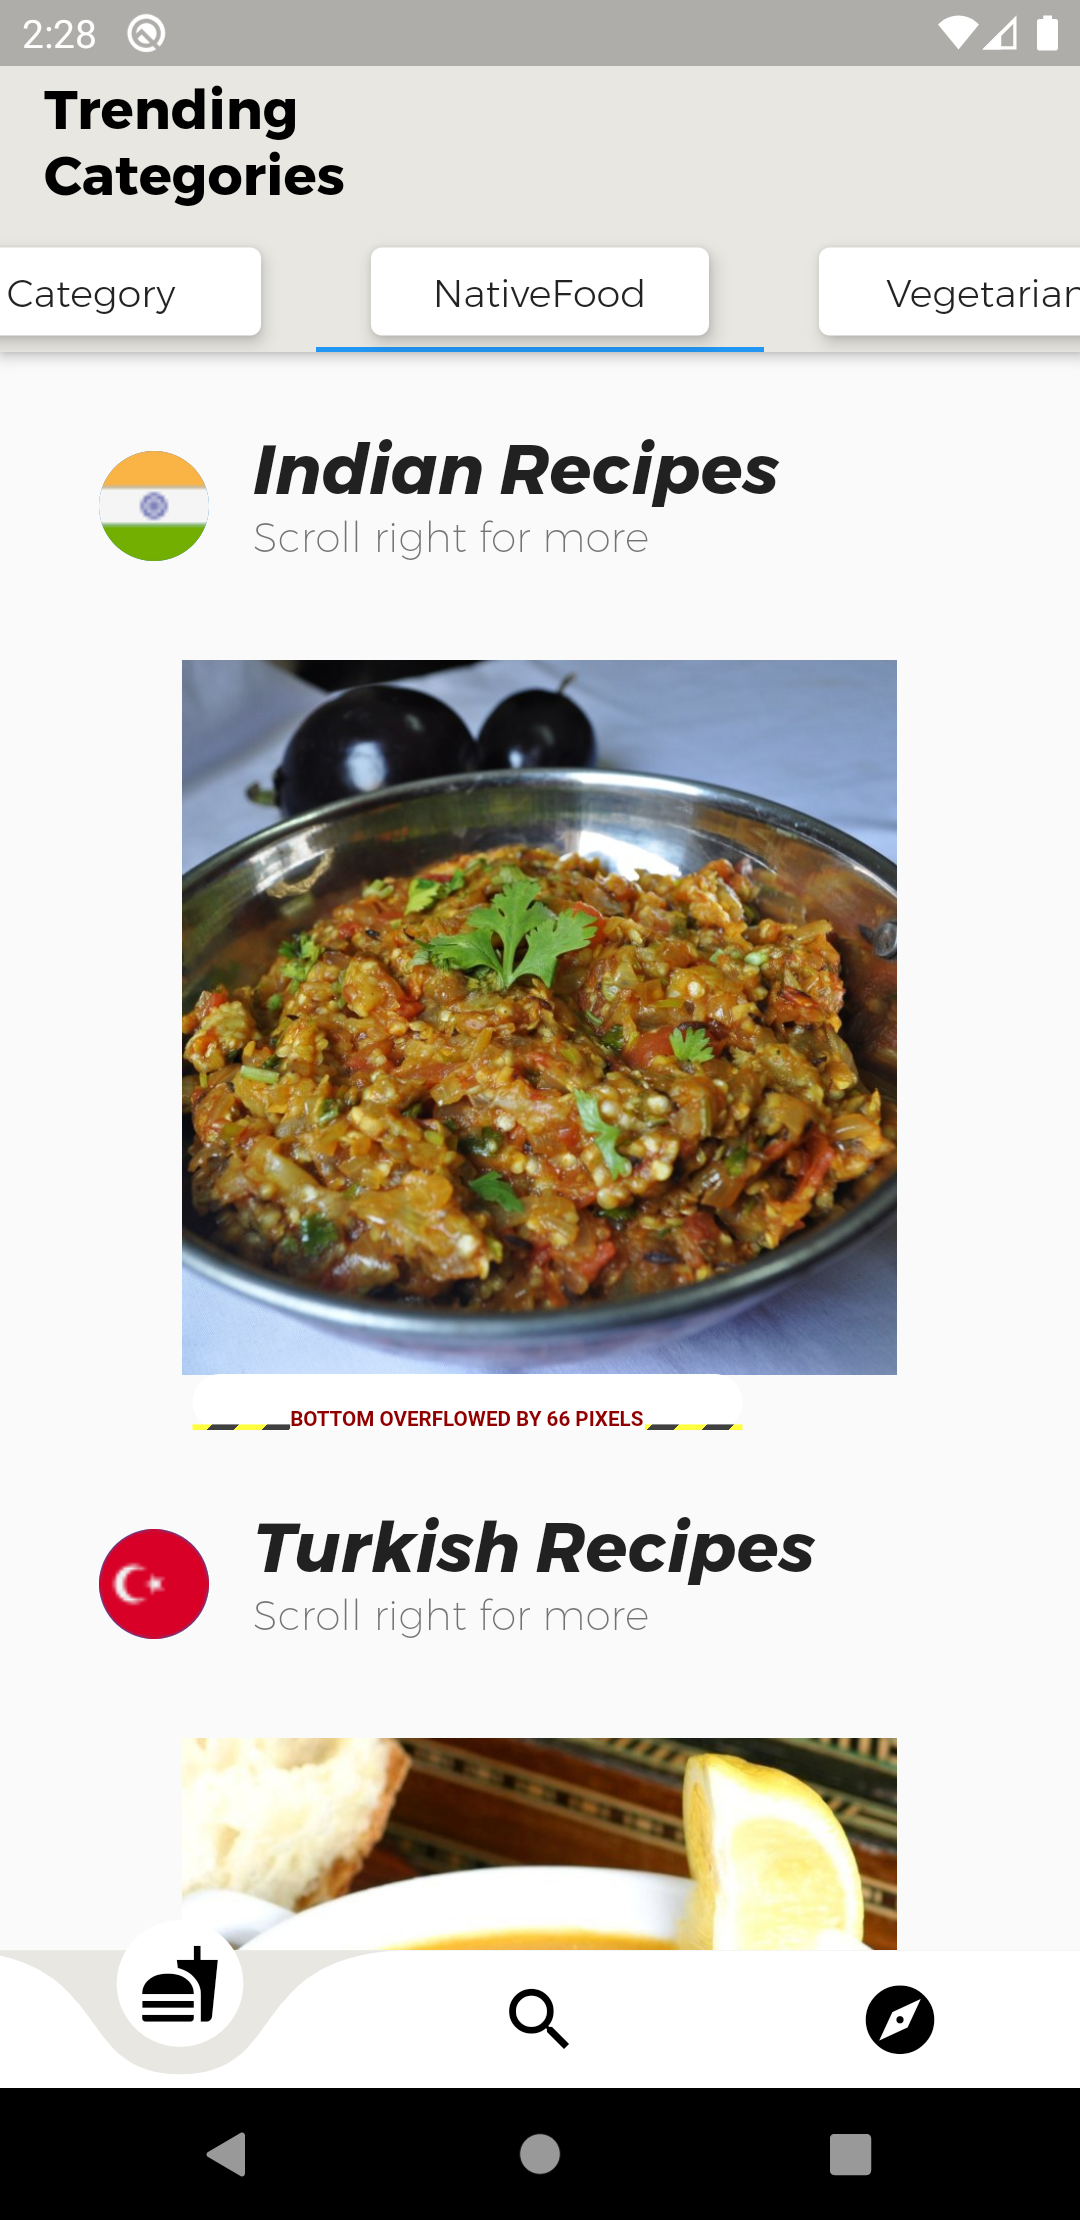 2:28
Trending
Categories
Category
NativeFood
Vegetarian
Indian Recipes
Scroll right for more
BOTTOM OVERFLOWED BY 66 PIXELS
Turkish Recipes
Scroll right for more